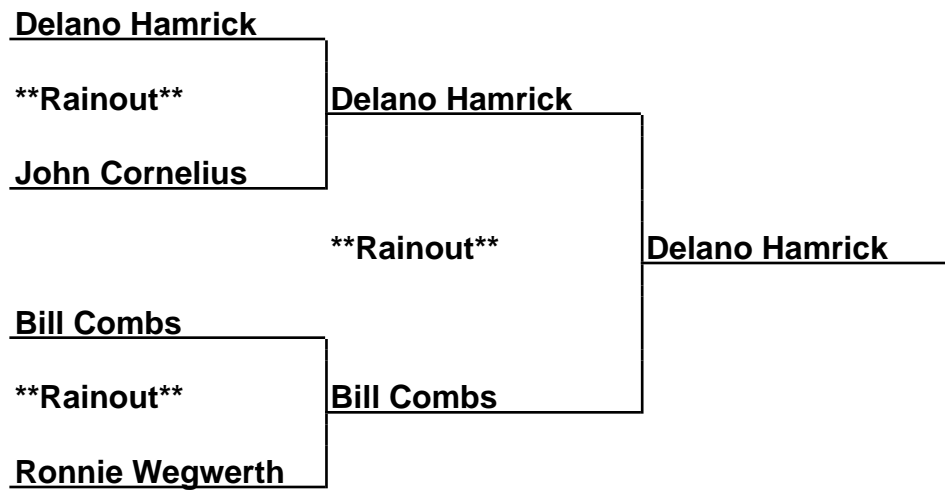 Delano Hamrick
**Rainout**
Delano Hamrick
John Cornelius
**Rainout**
Delano Hamrick
Bill Combs
**Rainout**
Bill Combs
Ronnie Wegwerth